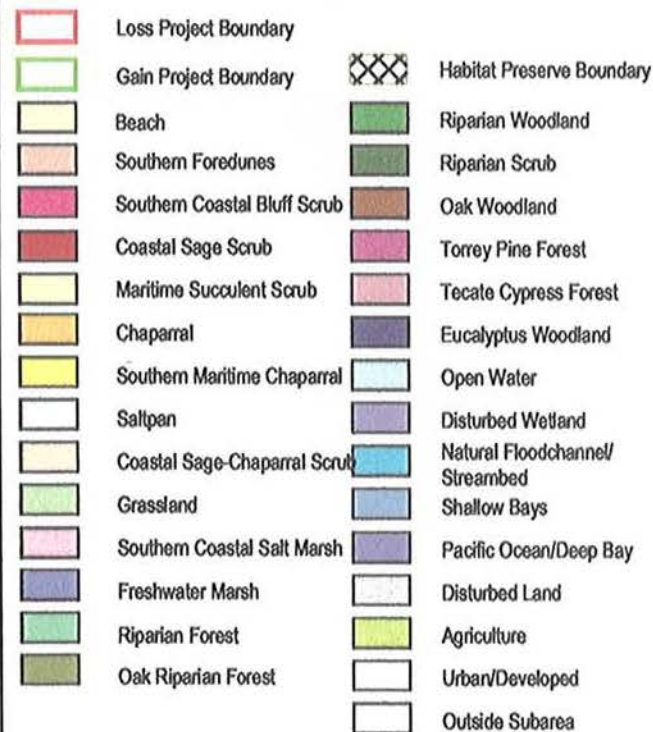 Loss Project Boundary
Gain Project Boundary
Beach
Southern Foredunes
Southern Coastal Bluff Scrub
Coastal Sage Scrub
Maritime Succulent Scrub
Chaparral
Southern Maritime Chaparral
Saltpan
Coastal Sage-Chaparral Scrub
Grassland
Southern Coastal Salt Marsh
Freshwater Marsh
Riparian Forest
Oak Riparian Forest
Habitat Preserve Boundary
Riparian Woodland
Riparian Scrub
Oak Woodland
Torrey Pine Forest
Tecate Cypress Forest
Eucalyptus Woodland
Open Water
Disturbed Wetland
Natural Floodchannel/
Streambed
Shallow Bays
Pacific Ocean/Deep Bay
Disturbed Land
Agriculture
Urban/Developed
Outside Subarea